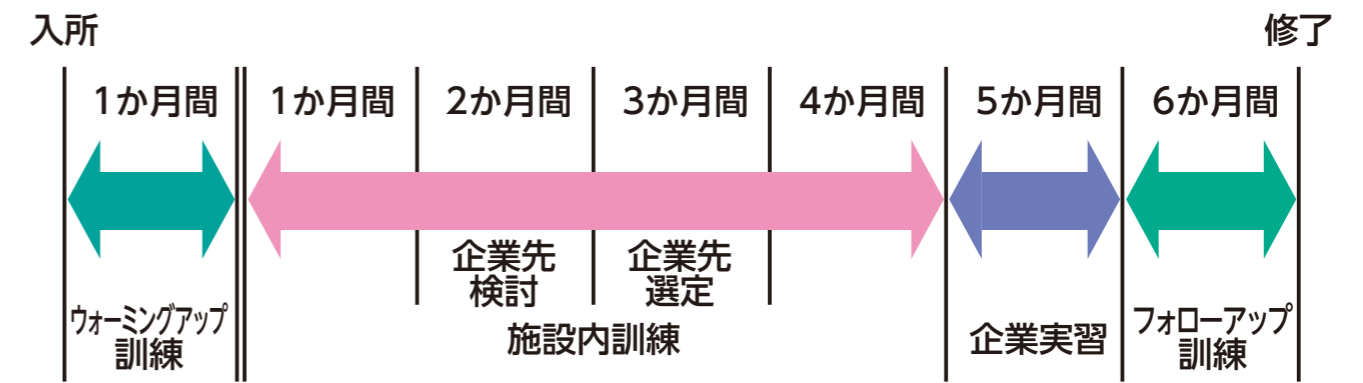 入所
修了
1か月間
1か月間
2か月間
3か月間
4か月間
5か月間
6か月間
企業先
検討
企業先
選定
ウォーミングアップ
訓練
施設内訓練
企業実習
フォローアップ
訓練